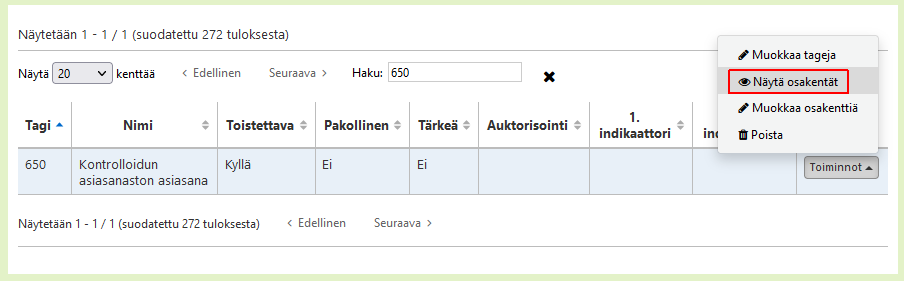 Näytetään 1 - 1 / 1 (suodatettu 272 tuloksesta)
Näytä 20 kenttää Edellinen Seuraava Haku: 650
Muokkaa tageja
Näytä osakentät
Muokkaa osakenttiä
Poista
Tagi Nimi Toistettava Pakollinen Tärkeä Auktorisointi 1.
indikaattori
650 Kontrolloidun Kyllä Ei Ei Toiminnot
asiasanaston asiasana
Näytetään 1 - 1 / 1 (suodatettu 272 tuloksesta) Edellinen Seuraava